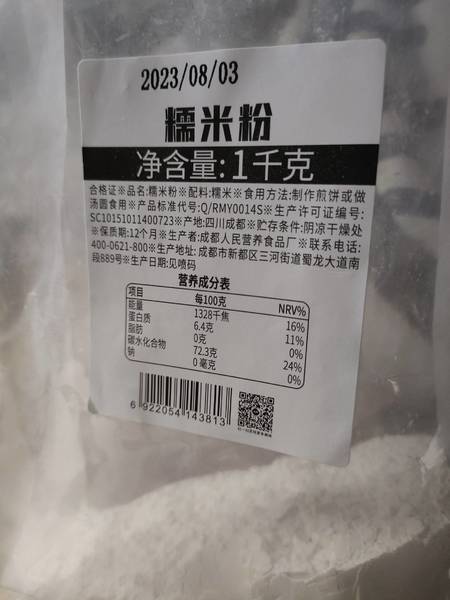 2023/08/03
糯米粉
净含量:1千克
合格证※品名:糯米粉※配料:糯米※食用方法:制作煎饼或做
汤圆食用※产品标准代号:Q/RMY0014S※生产许可证编号:
SC10151011400723※产地:四川成都※贮存条件:阴凉干燥处
※保质期:12个月※生产者:成都人民营养食品厂※联系电话:
400-0621-800※生产地址:成都市新都区三河街道蜀龙大道南
段889号※生产日期:见喷码
营养成分表
项目 每100克 NRV%
能量 1328千焦 16%
蛋白质 6.4克 11%
脂肪 0克 0%
碳水化合物 72.3克 24%
钠 0毫克 0%
6 922054 143813